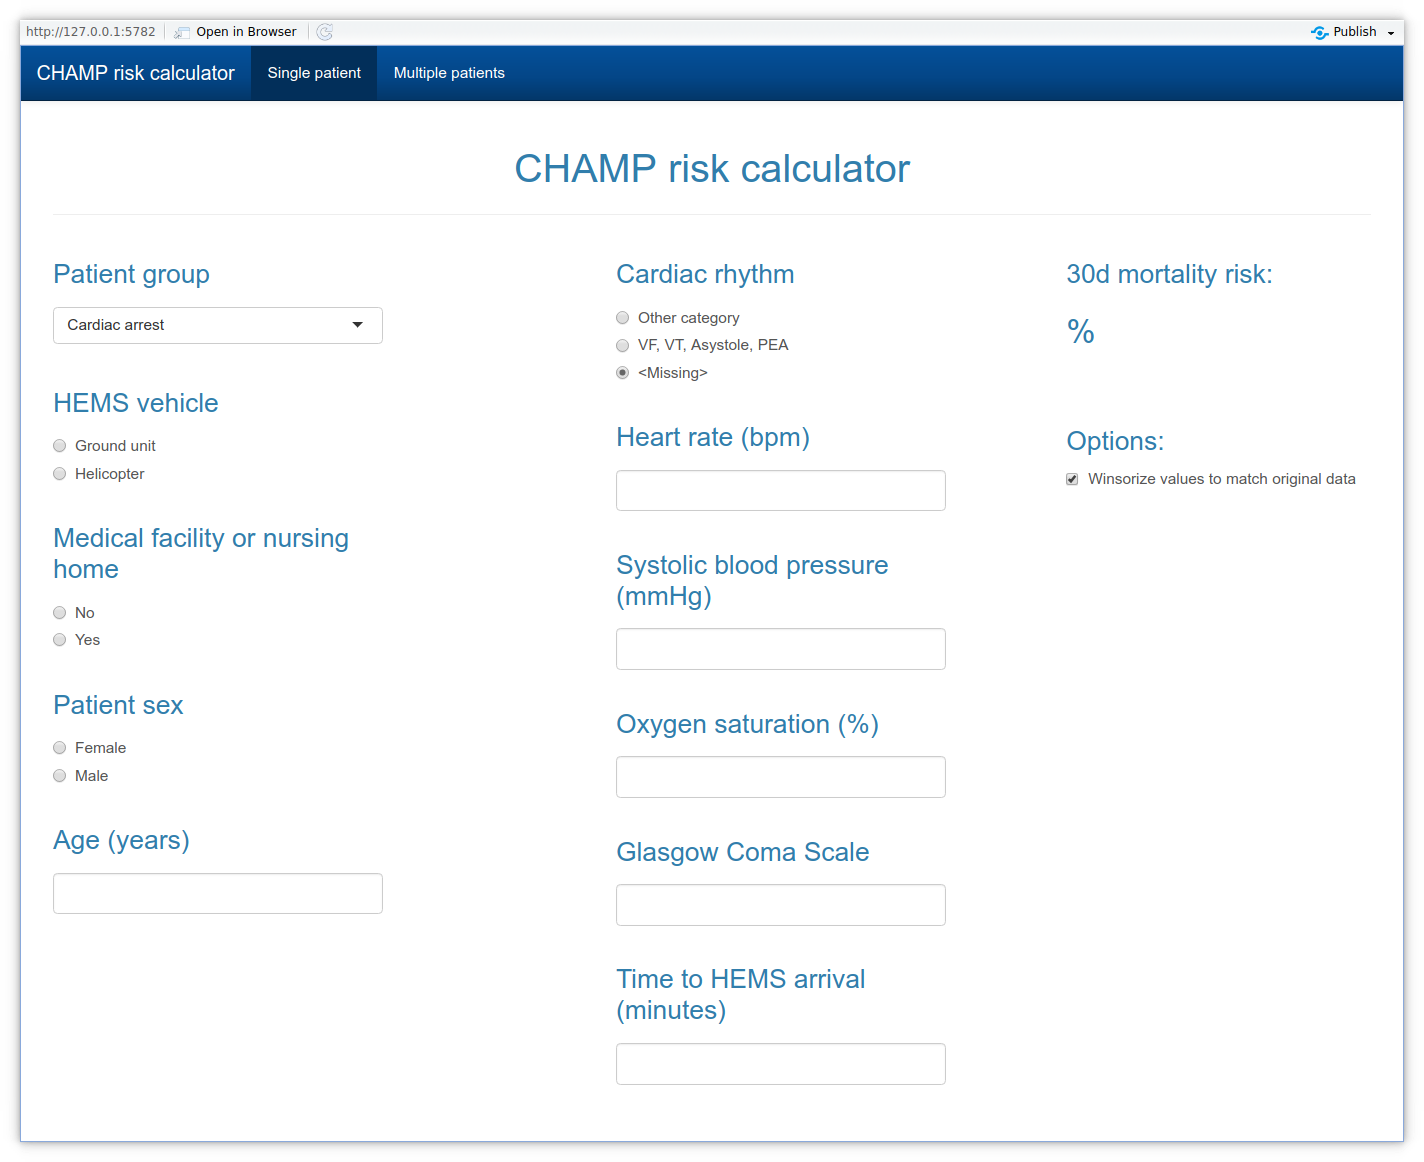 http://127.0.0.1:5782 Open in Browser Publish
CHAMP risk calculator Single patient Multiple patients
CHAMP risk calculator
Patient group
Cardiac arrest
HEMS vehicle
Ground unit
Helicopter
Medical facility or nursing
home
No
Yes
Patient sex
Female
Male
Age (years)
Cardiac rhythm
Other category
VF, VT, Asystole, PEA
<Missing>
Heart rate (bpm)
Systolic blood pressure
(mmHg)
Oxygen saturation (%)
Glasgow Coma Scale
Time to HEMS arrival
(minutes)
30d mortality risk:
%
Options:
Winsorize values to match original data